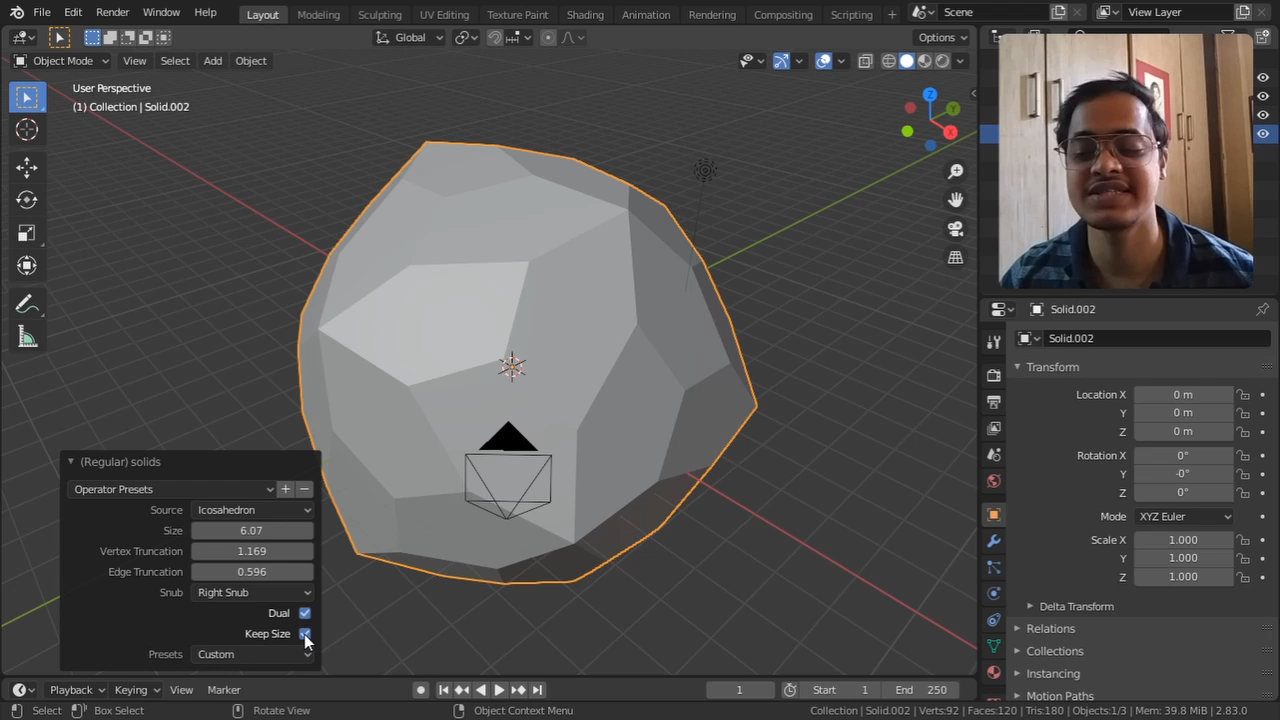 File Edit Render Window Help Layout Modeling Sculpting UV Editing Texture Paint Shading Animation Rendering Compositing Scripting + Scene View Layer
Global Options
Object Mode View Select Add Object
User Perspective
(1) Collection | Solid.002
Z
Y
X
(Regular) solids
Operator Presets
Source Icosahedron
Size 6.07
Vertex Truncation 1.169
Edge Truncation 0.596
Snub Right Snub
Dual
Keep Size
Presets Custom
Solid.002
Solid.002
Transform
Location X 0 m
Y 0 m
Z 0 m
Rotation X 0°
Y -0°
Z 0°
Mode XYZ Euler
Scale X 1.000
Y 1.000
Z 1.000
Delta Transform
Relations
Collections
Instancing
Motion Paths
Playback Keying View Marker 1 Start 1 End 250
Select Box Select Rotate View Object Context Menu Collection | Solid.002 | Verts:92 | Faces:120 | Tris:180 | Objects:1/3 | Mem: 39.8 MiB | 2.83.0